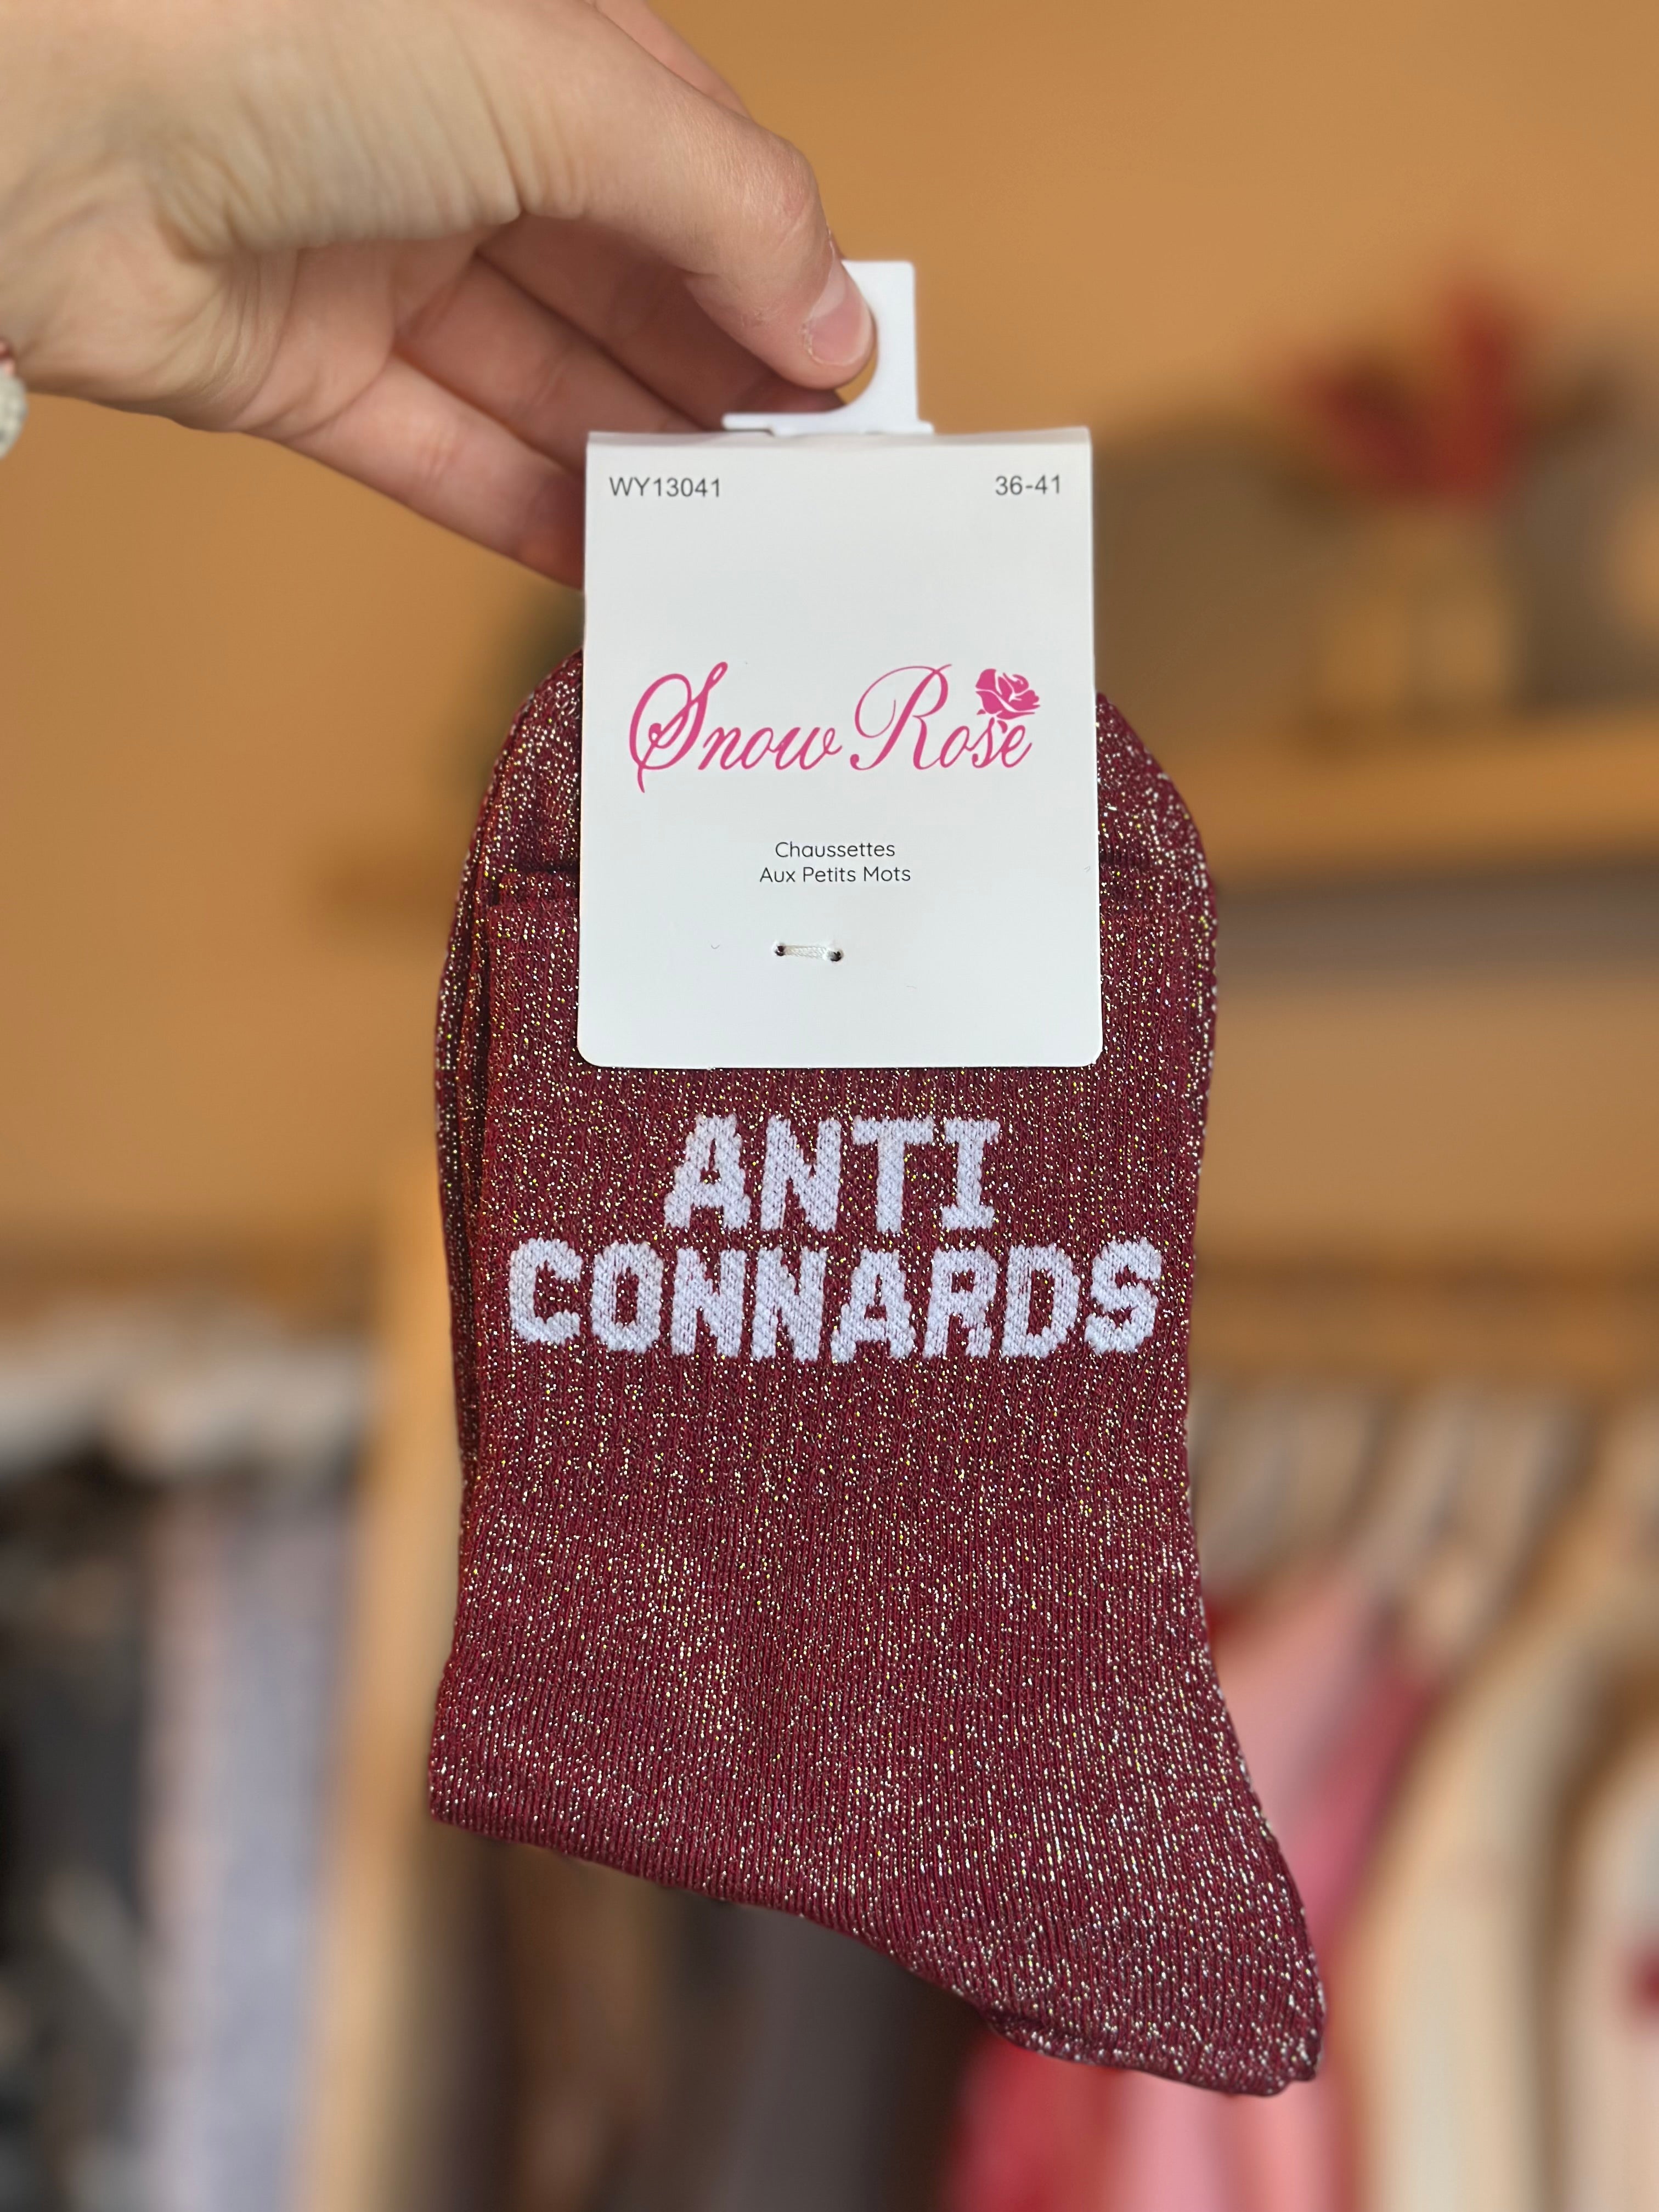 WY13041 36-41
Snow Rose
Chaussettes
Aux Petits Mots
ANTI
CONNARDS